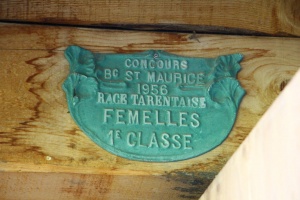 CONCOURS
BG ST MAURICE
1956
RACE TARENTAISE
FEMELLES
1E CLASSE